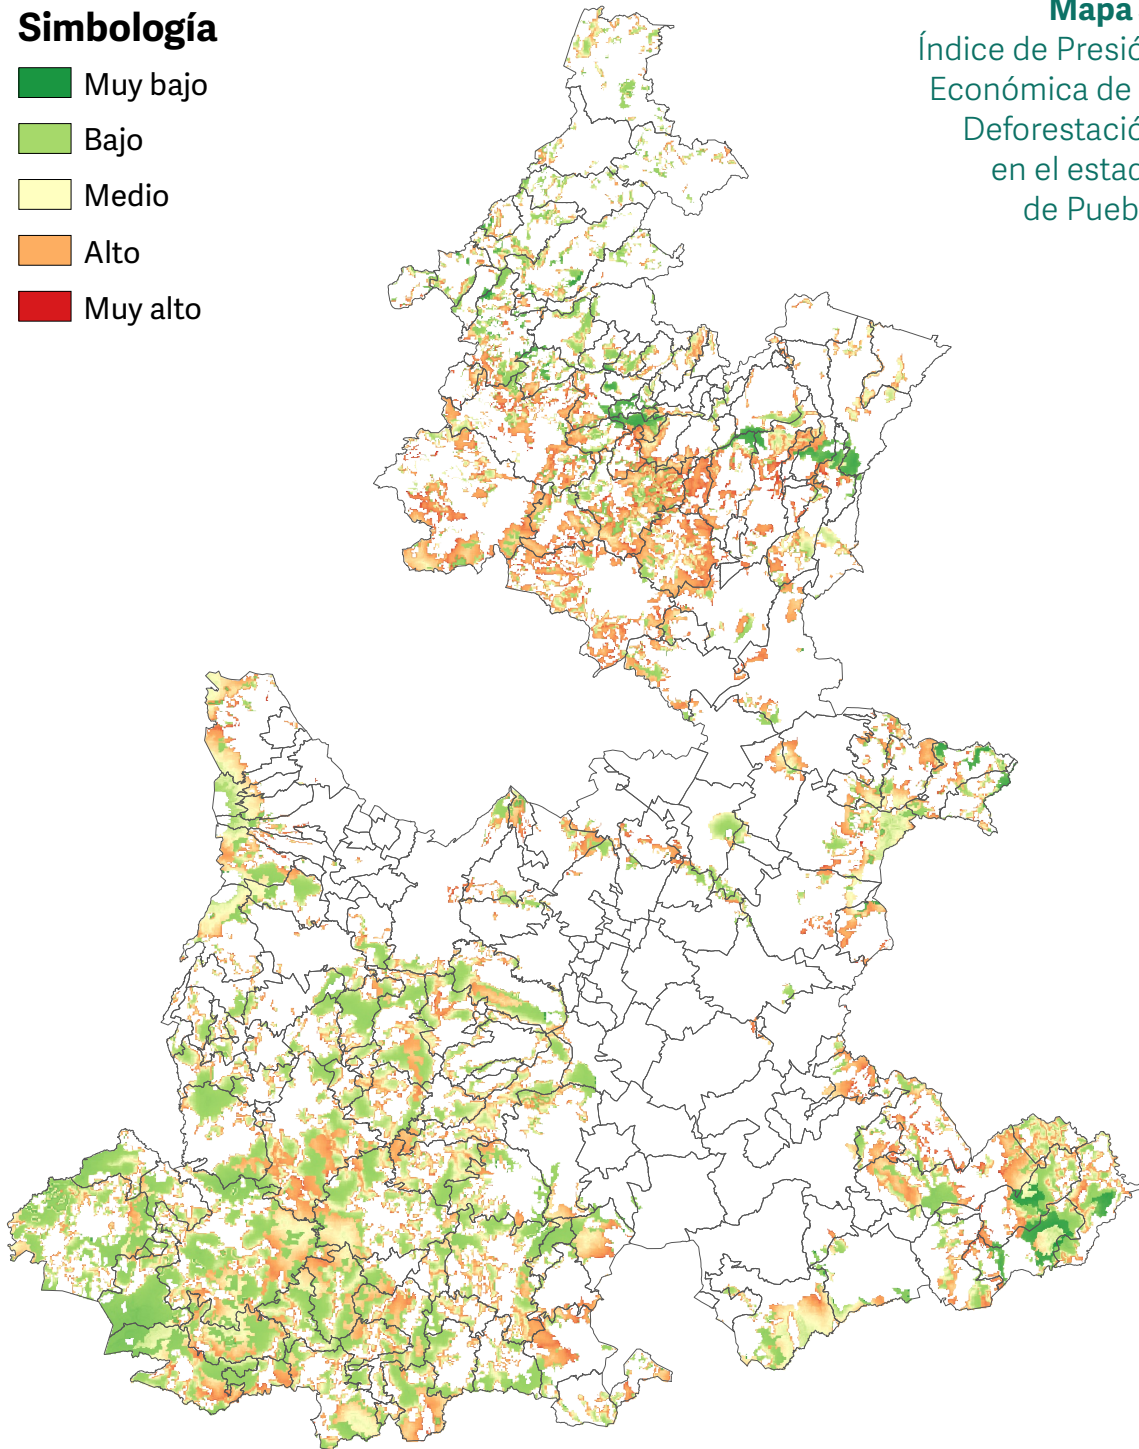 Simbología
Muy bajo
Bajo
Medio
Alto
Muy alto
Mapa
Índice de Presió
Económica de
Deforestació
en el estad
de Pueb